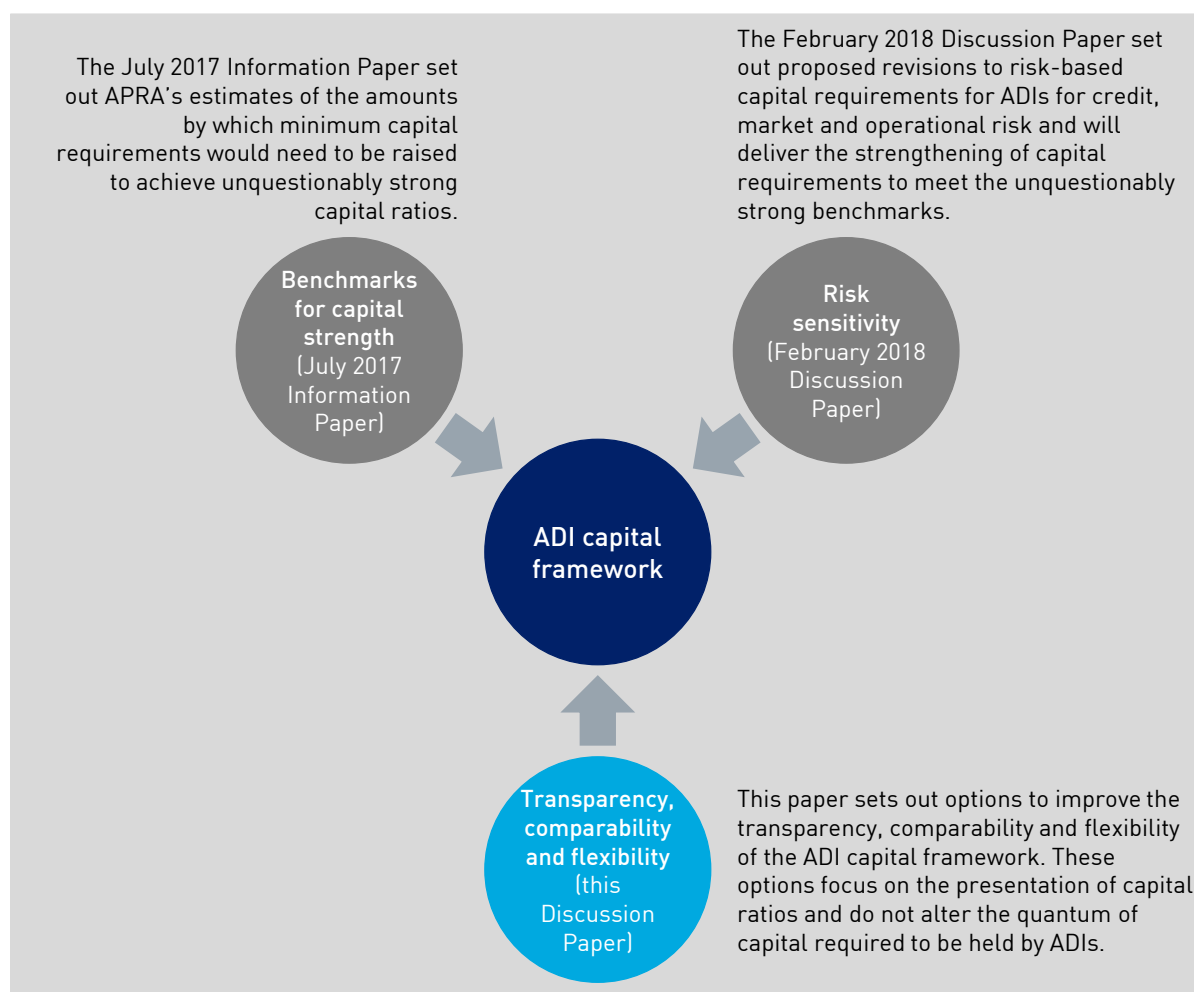 The July 2017 Information Paper set
out APRA's estimates of the amounts
by which minimum capital
requirements would need to be raised
to achieve unquestionably strong
capital ratios.
The February 2018 Discussion Paper set
out proposed revisions to risk-based
capital requirements for ADIs for credit,
market and operational risk and will
deliver the strengthening of capital
requirements to meet the unquestionably
strong benchmarks.
Benchmarks
for capital
strength
(July 2017
Information
Paper)
Risk
sensitivity
(February 2018
Discussion
Paper)
ADI capital
framework
Transparency,
comparability
and flexibility
(this
Discussion
Paper)
This paper sets out options to improve the
transparency, comparability and flexibility
of the ADI capital framework. These
options focus on the presentation of capital
ratios and do not alter the quantum of
capital required to be held by ADIs.